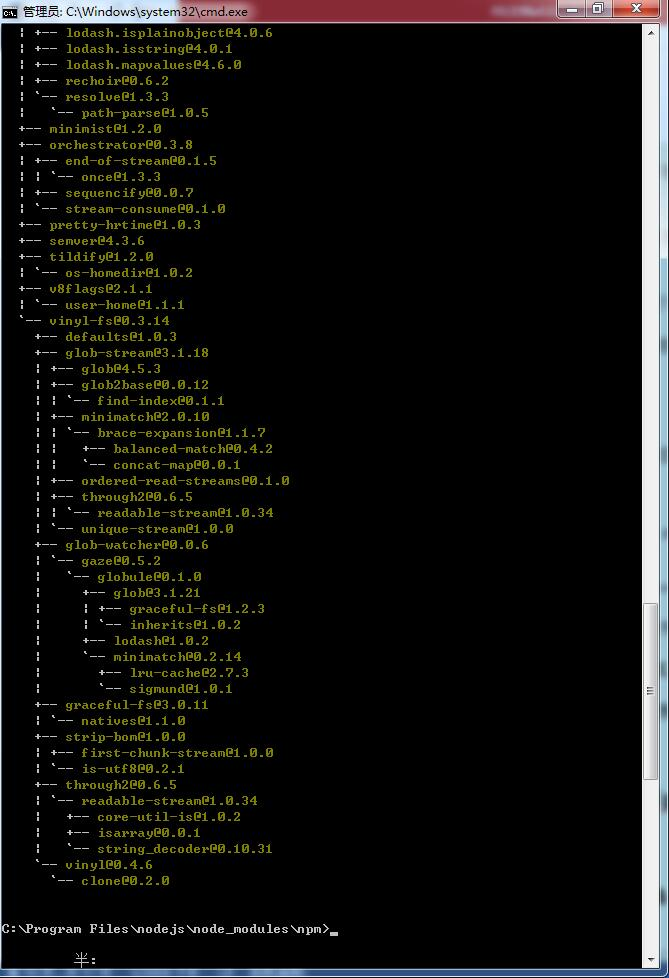 管理员: C:\Windows\system32\cmd.exe
¦ +-- lodash.isplainobject@4.0.6
¦ +-- lodash.isstring@4.0.1
¦ +-- lodash.mapvalues@4.6.0
¦ +-- rechoir@0.6.2
¦ `-- resolve@1.3.3
¦   `-- path-parse@1.0.5
+-- minimist@1.2.0
+-- orchestrator@0.3.8
¦ +-- end-of-stream@0.1.5
¦ ¦ `-- once@1.3.3
¦ +-- sequencify@0.0.7
¦ `-- stream-consume@0.1.0
+-- pretty-hrtime@1.0.3
+-- semver@4.3.6
+-- tildify@1.2.0
¦ `-- os-homedir@1.0.2
+-- v8flags@2.1.1
¦ `-- user-home@1.1.1
`-- vinyl-fs@0.3.14
  +-- defaults@1.0.3
  +-- glob-stream@3.1.18
  ¦ +-- glob@4.5.3
  ¦ +-- glob2base@0.0.12
  ¦ ¦ `-- find-index@0.1.1
  ¦ +-- minimatch@2.0.10
  ¦ ¦ `-- brace-expansion@1.1.7
  ¦ ¦   +-- balanced-match@0.4.2
  ¦ ¦   `-- concat-map@0.0.1
  ¦ +-- ordered-read-streams@0.1.0
  ¦ +-- through2@0.6.5
  ¦ ¦ `-- readable-stream@1.0.34
  ¦ `-- unique-stream@1.0.0
  +-- glob-watcher@0.0.6
  ¦ `-- gaze@0.5.2
  ¦   `-- globule@0.1.0
  ¦     +-- glob@3.1.21
  ¦     ¦ +-- graceful-fs@1.2.3
  ¦     ¦ `-- inherits@1.0.2
  ¦     +-- lodash@1.0.2
  ¦     `-- minimatch@0.2.14
  ¦       +-- lru-cache@2.7.3
  ¦       `-- sigmund@1.0.1
  +-- graceful-fs@3.0.11
  ¦ `-- natives@1.1.0
  +-- strip-bom@1.0.0
  ¦ +-- first-chunk-stream@1.0.0
  ¦ `-- is-utf8@0.2.1
  +-- through2@0.6.5
  ¦ `-- readable-stream@1.0.34
  ¦   +-- core-util-is@1.0.2
  ¦   +-- isarray@0.0.1
  ¦   `-- string_decoder@0.10.31
  `-- vinyl@0.4.6
    `-- clone@0.2.0
C:\Program Files\nodejs\node_modules\npm>_
半: